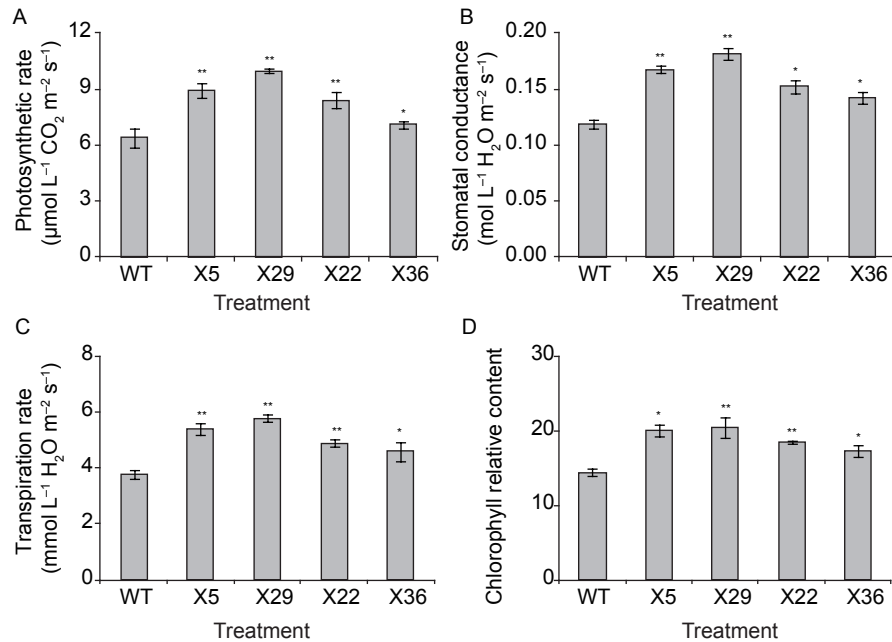 A
Photosynthetic rate
(μmol L⁻¹ CO₂ m⁻² s⁻¹)
12
9
6
3
0
** ** ** *
WT X5 X29 X22 X36
Treatment
B
Stomatal conductance
(mol L⁻¹ H₂O m⁻² s⁻¹)
0.20
0.15
0.10
0.05
0.00
** ** * *
WT X5 X29 X22 X36
Treatment
C
Transpiration rate
(mmol L⁻¹ H₂O m⁻² s⁻¹)
8
6
4
2
0
** ** ** *
WT X5 X29 X22 X36
Treatment
D
Chlorophyll relative content
30
20
10
0
* ** ** *
WT X5 X29 X22 X36
Treatment